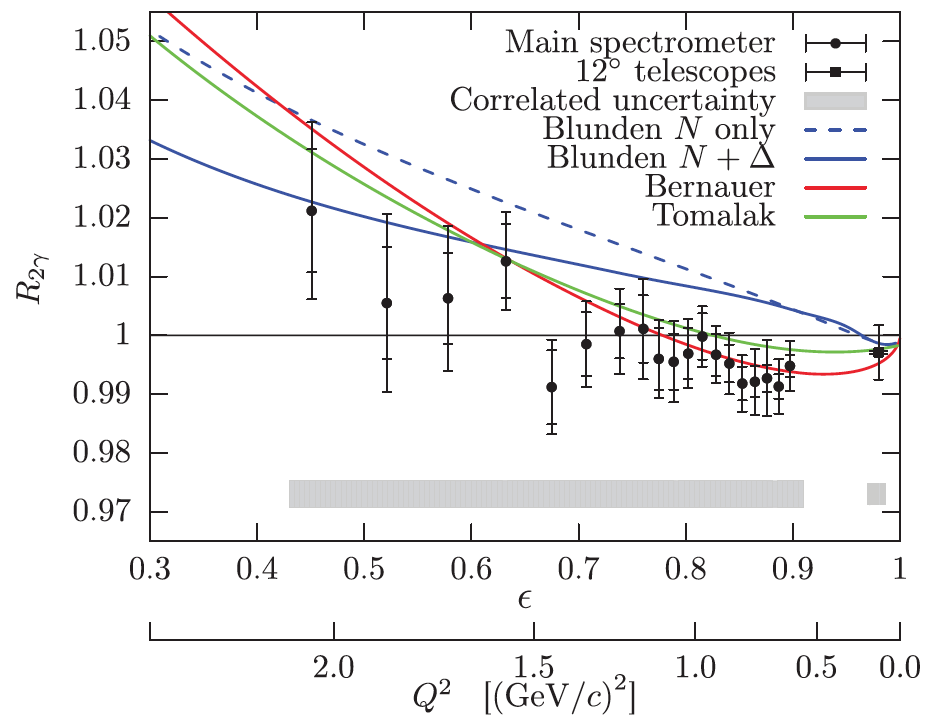 1.05
1.04
1.03
1.02
1.01
1
0.99
0.98
0.97
R2γ
Main spectrometer
12° telescopes
Correlated uncertainty
Blunden N only
Blunden N + Δ
Bernauer
Tomalak
0.3 0.4 0.5 0.6 0.7 0.8 0.9 1
ϵ
2.0 1.5 1.0 0.5 0.0
Q² [(GeV/c)²]